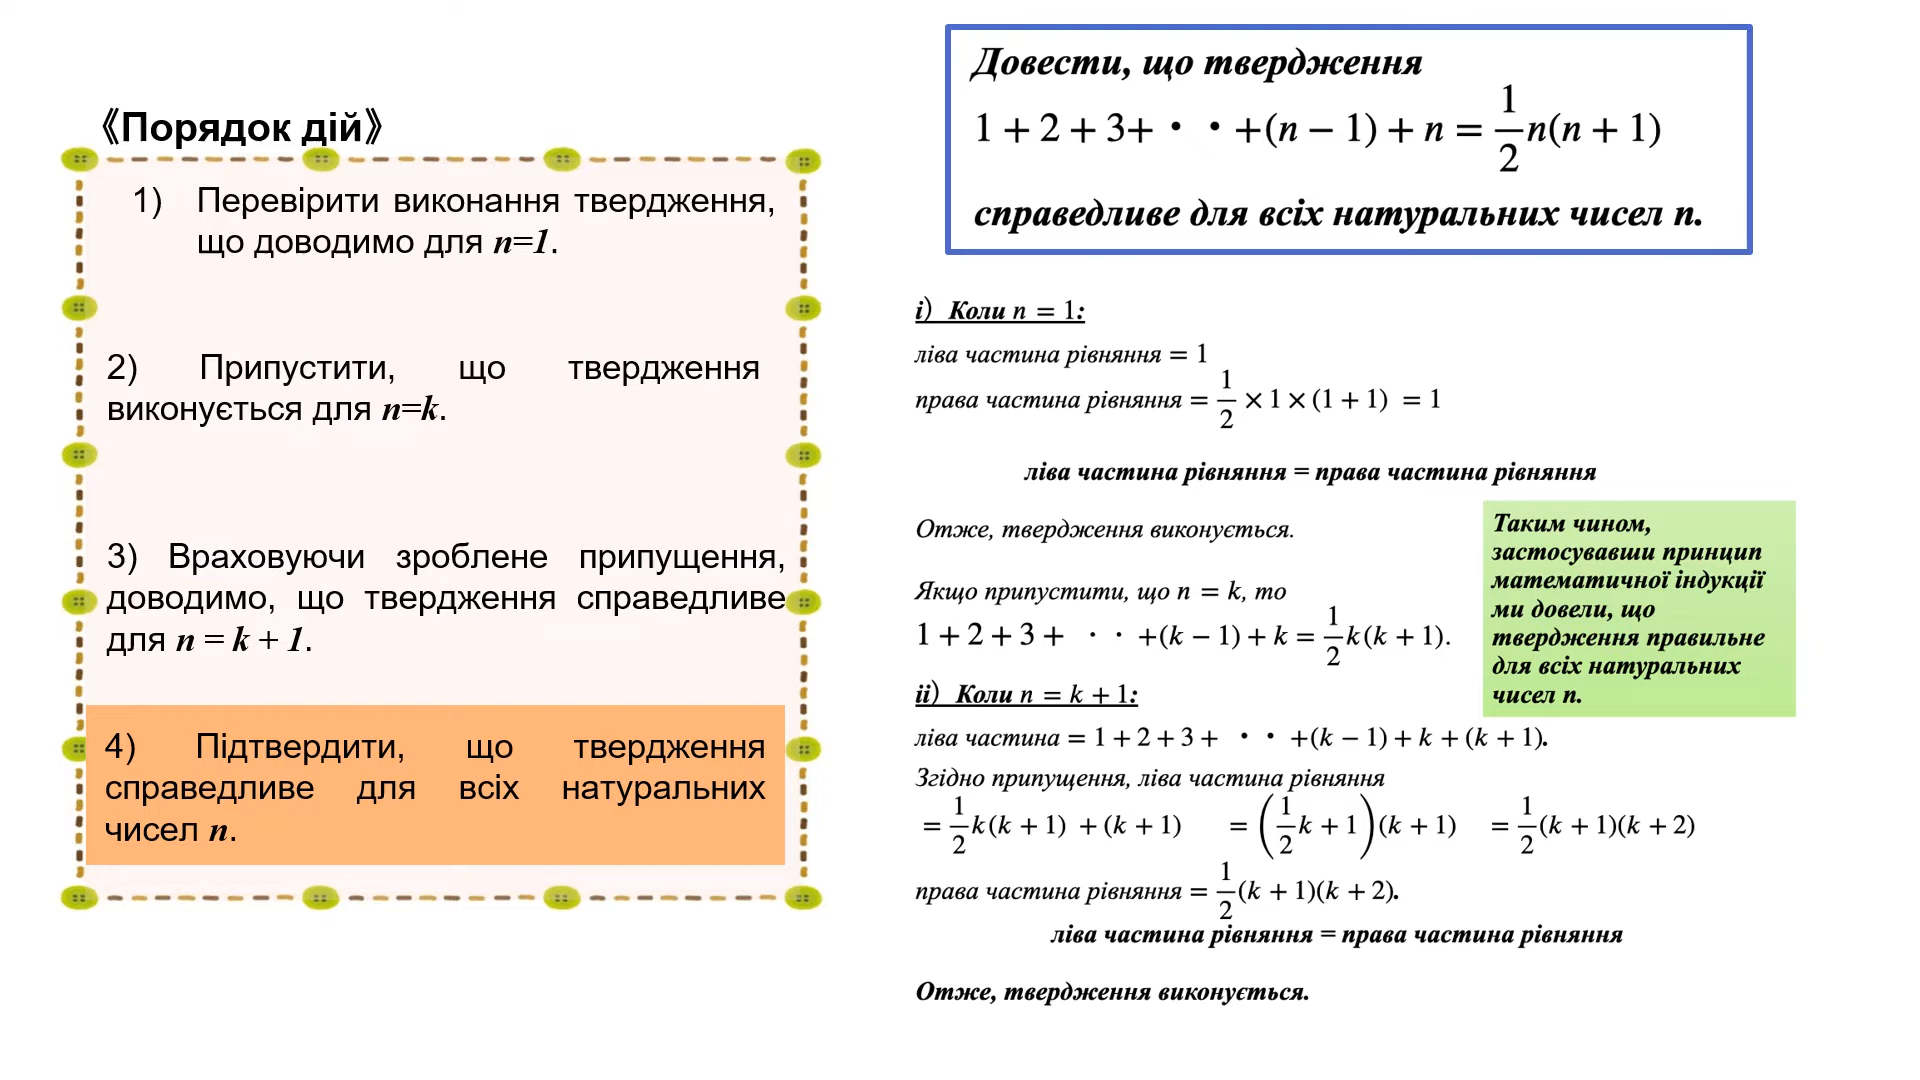 《Порядок дій》
1) Перевірити виконання твердження,
що доводимо для n=1.
2) Припустити, що твердження
виконується для n=k.
3) Враховуючи зроблене припущення,
доводимо, що твердження справедливе
для n = k + 1.
4) Підтвердити, що твердження
справедливе для всіх натуральних
чисел n.
Довести, що твердження
1 + 2 + 3+ • • +(n − 1) + n = 1/2 n(n + 1)
справедливе для всіх натуральних чисел n.
i) Коли n = 1:
ліва частина рівняння = 1
права частина рівняння = 1/2 × 1 × (1 + 1) = 1
ліва частина рівняння = права частина рівняння
Отже, твердження виконується.
Якщо припустити, що n = k, то
1 + 2 + 3 + · · +(k − 1) + k = 1/2 k(k + 1).
ii) Коли n = k + 1:
ліва частина = 1 + 2 + 3 + • • +(k − 1) + k + (k + 1).
Згідно припущення, ліва частина рівняння
= 1/2 k(k + 1) + (k + 1) = (1/2 k + 1)(k + 1) = 1/2 (k + 1)(k + 2)
права частина рівняння = 1/2 (k + 1)(k + 2).
ліва частина рівняння = права частина рівняння
Отже, твердження виконується.
Таким чином,
застосувавши принцип
математичної індукції
ми довели, що
твердження правильне
для всіх натуральних
чисел n.